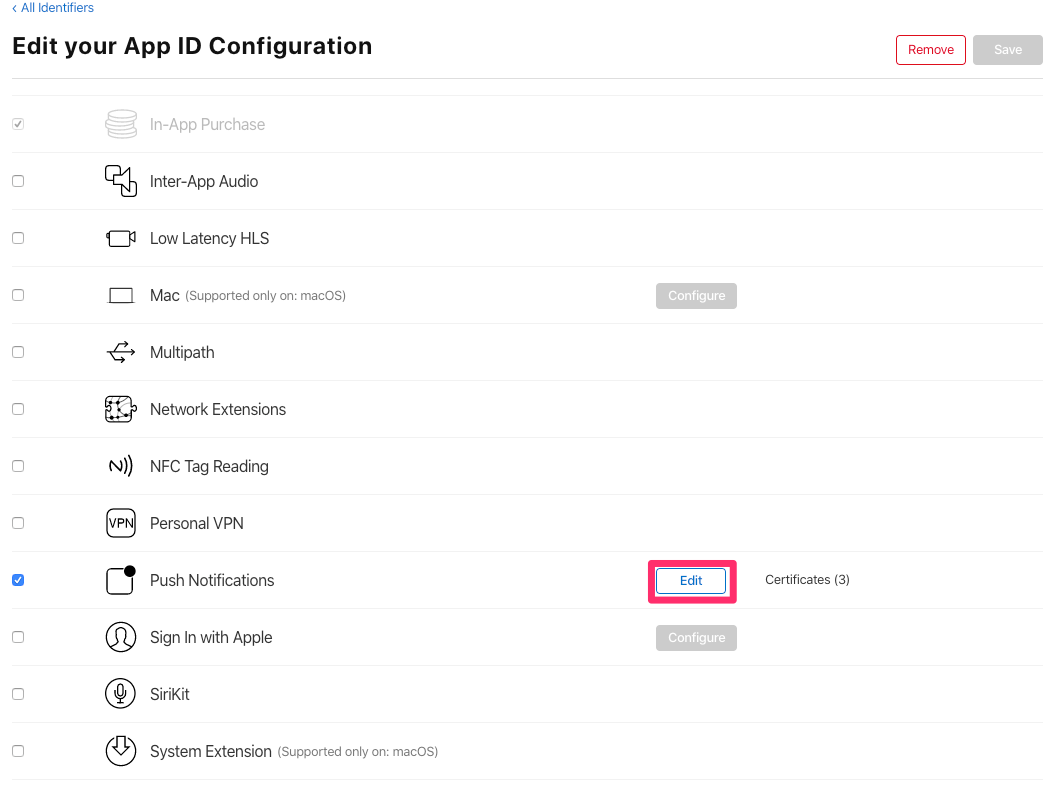 ‹ All Identifiers
Edit your App ID Configuration
Remove
Save
In-App Purchase
Inter-App Audio
Low Latency HLS
Mac (Supported only on: macOS)
Configure
Multipath
Network Extensions
NFC Tag Reading
VPN
Personal VPN
Push Notifications
Edit
Certificates (3)
Sign In with Apple
Configure
SiriKit
System Extension (Supported only on: macOS)